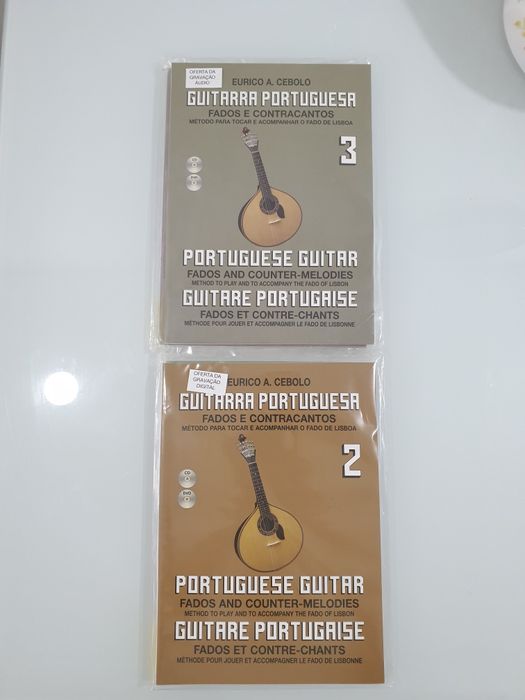 OFERTA DA
GRAVAÇÃO
ÁUDIO
EURICO A. CEBOLO
GUITARRA PORTUGUESA
FADOS E CONTRACANTOS
MÉTODO PARA TOCAR E ACOMPANHAR O FADO DE LISBOA
3
CD
DVD
PORTUGUESE GUITAR
FADOS AND COUNTER-MELODIES
METHOD TO PLAY AND TO ACCOMPANY THE FADO OF LISBON
GUITARE PORTUGAISE
FADOS ET CONTRE-CHANTS
MÉTHODE POUR JOUER ET ACCOMPAGNER LE FADO DE LISBONNE
OFERTA DA
GRAVAÇÃO
DIGITAL
EURICO A. CEBOLO
GUITARRA PORTUGUESA
FADOS E CONTRACANTOS
MÉTODO PARA TOCAR E ACOMPANHAR O FADO DE LISBOA
2
CD
DVD
PORTUGUESE GUITAR
FADOS AND COUNTER-MELODIES
METHOD TO PLAY AND TO ACCOMPANY THE FADO OF LISBON
GUITARE PORTUGAISE
FADOS ET CONTRE-CHANTS
MÉTHODE POUR JOUER ET ACCOMPAGNER LE FADO DE LISBONNE